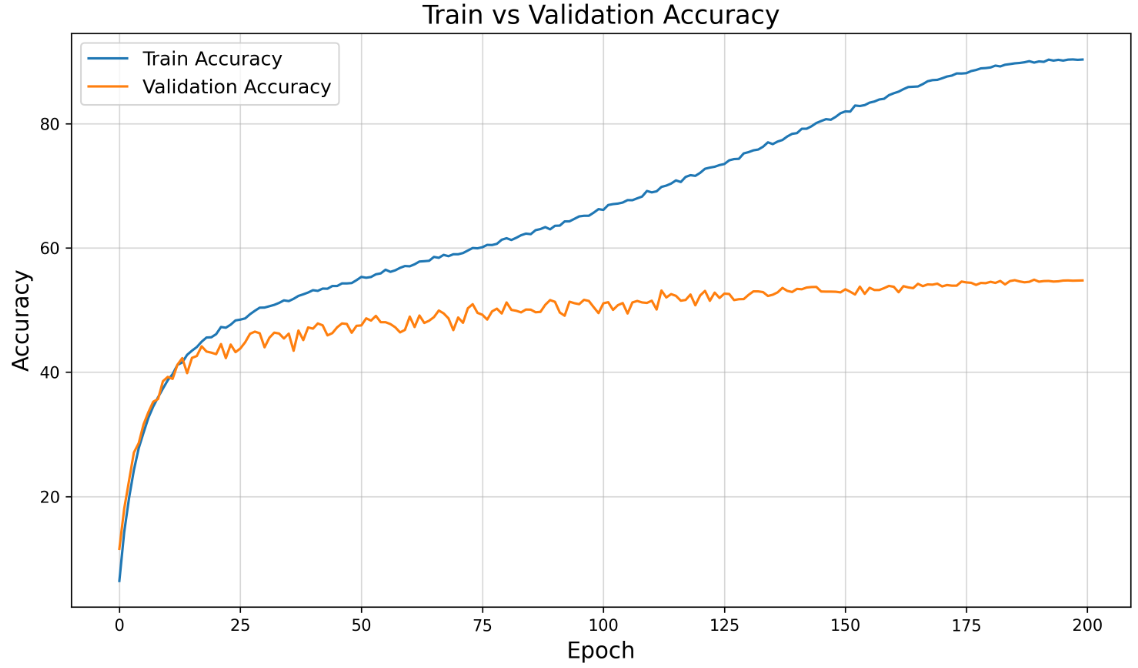 Train vs Validation Accuracy
Train Accuracy
Validation Accuracy
80
60
40
20
Accuracy
0 25 50 75 100 125 150 175 200
Epoch